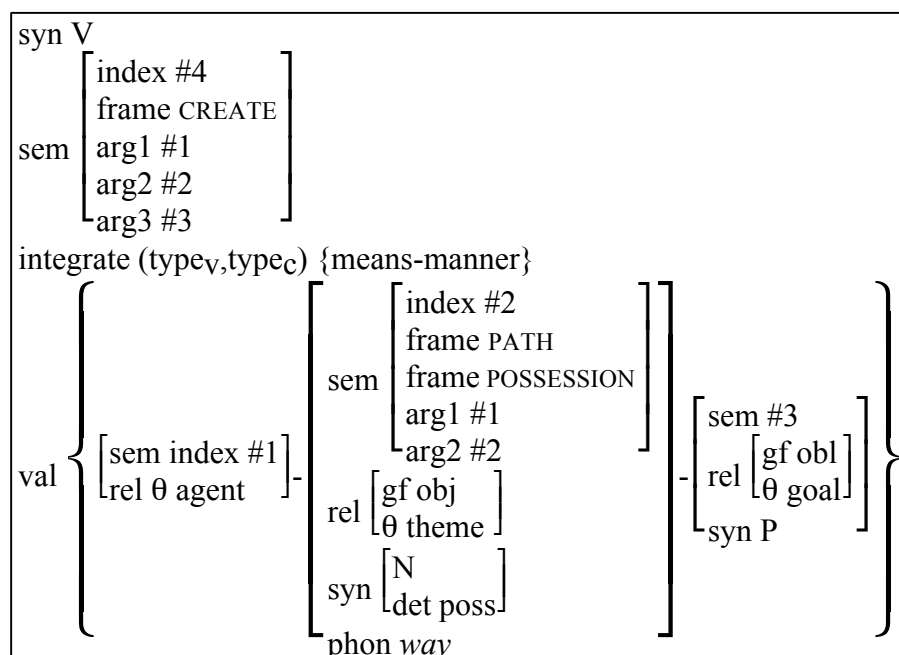 syn V
sem
index #4
frame CREATE
arg1 #1
arg2 #2
arg3 #3
integrate (typev,typec) {means-manner}
val
sem index #1
rel θ agent
-
sem
index #2
frame PATH
frame POSSESSION
arg1 #1
arg2 #2
rel
gf obj
θ theme
syn
N
det poss
phon way
-
sem #3
rel
gf obl
θ goal
syn P